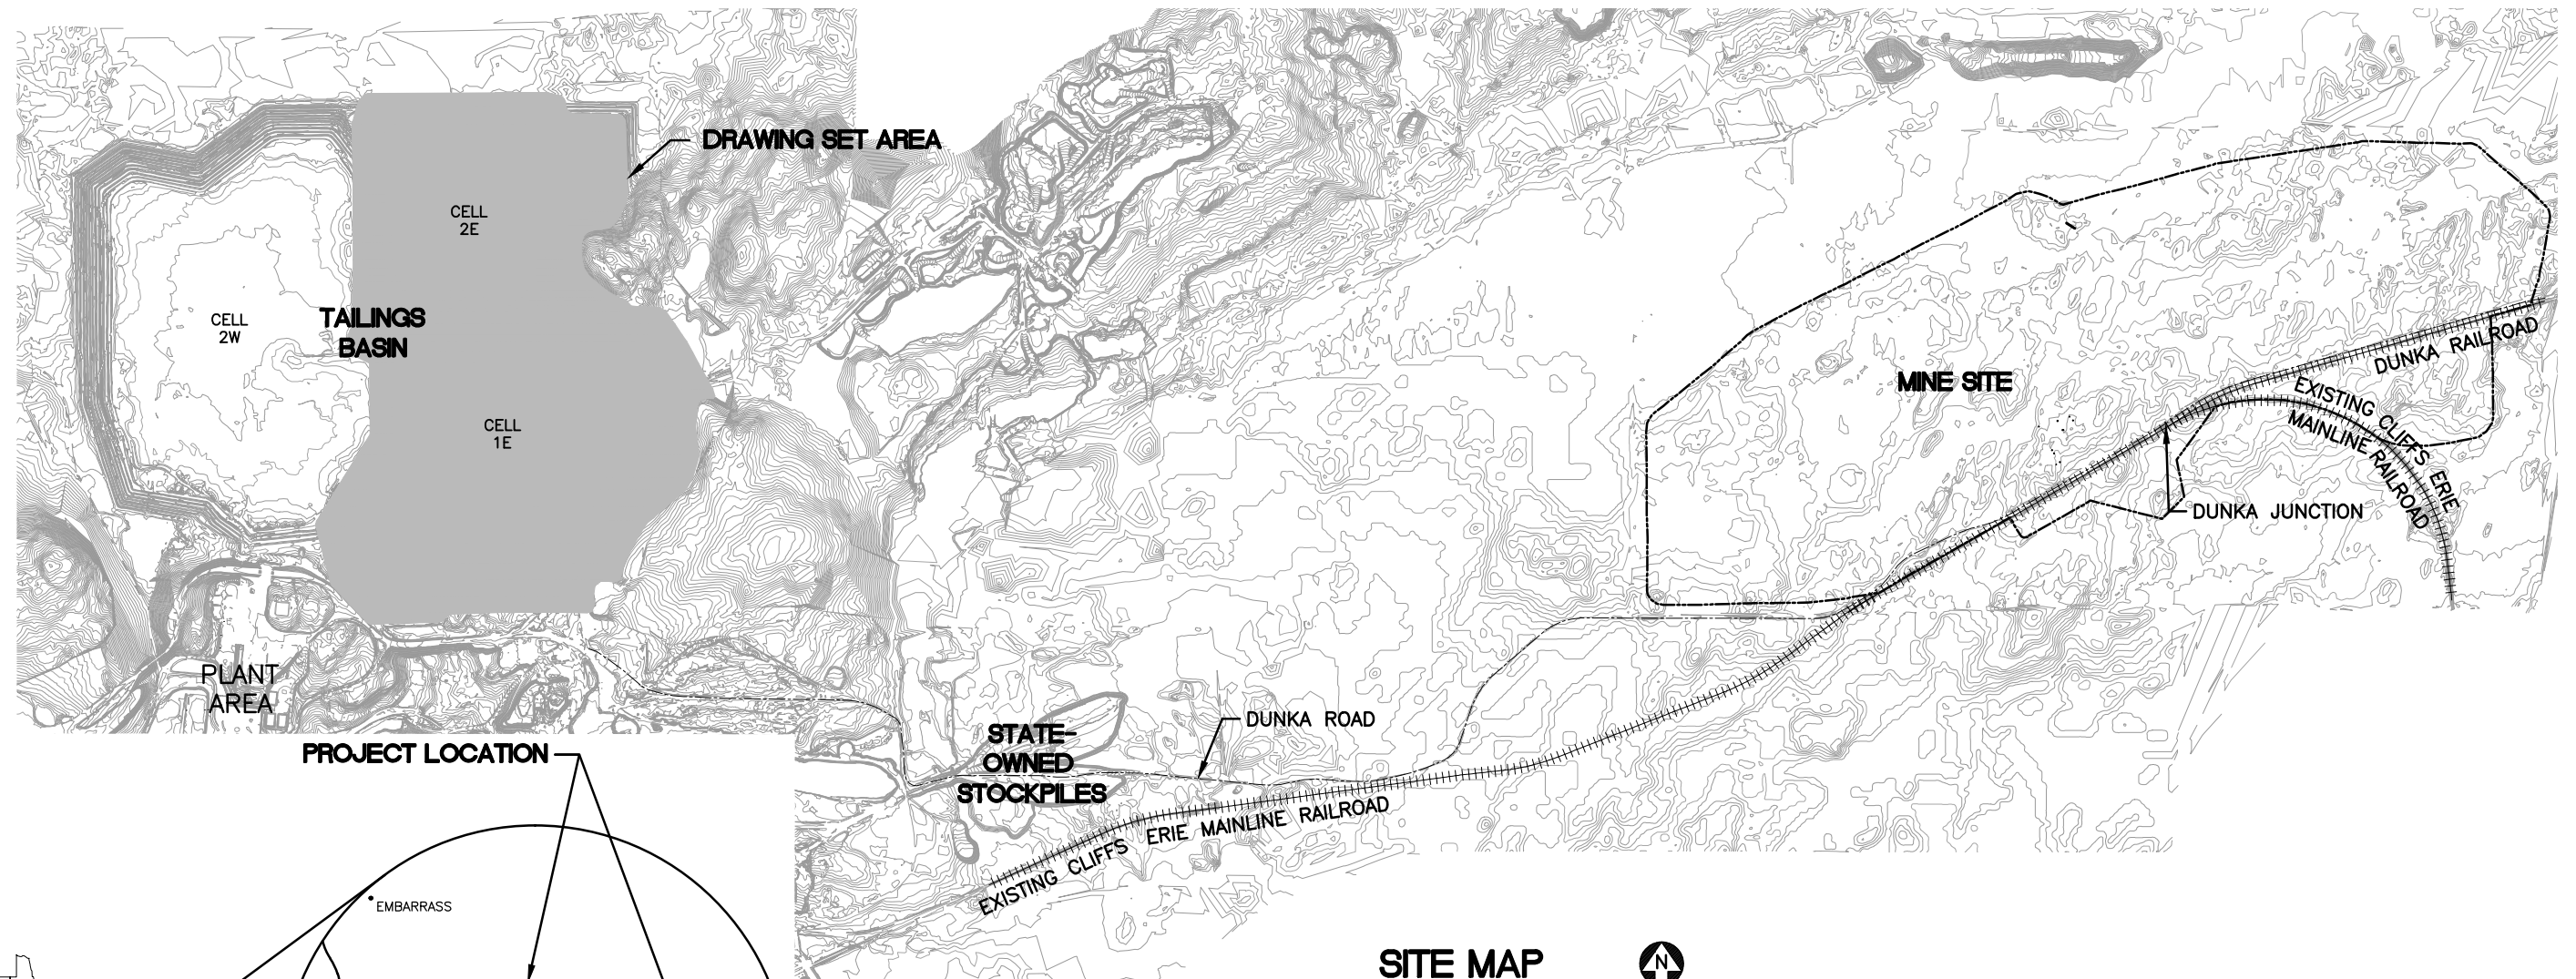 DRAWING SET AREA
CELL
2E
CELL
2W
TAILINGS
BASIN
CELL
1E
MINE SITE
DUNKA RAILROAD
EXISTING CLIFFS ERIE
MAINLINE RAILROAD
DUNKA JUNCTION
PLANT
AREA
STATE-
OWNED
STOCKPILES
DUNKA ROAD
EXISTING CLIFFS ERIE MAINLINE RAILROAD
PROJECT LOCATION
EMBARRASS
SITE MAP
N